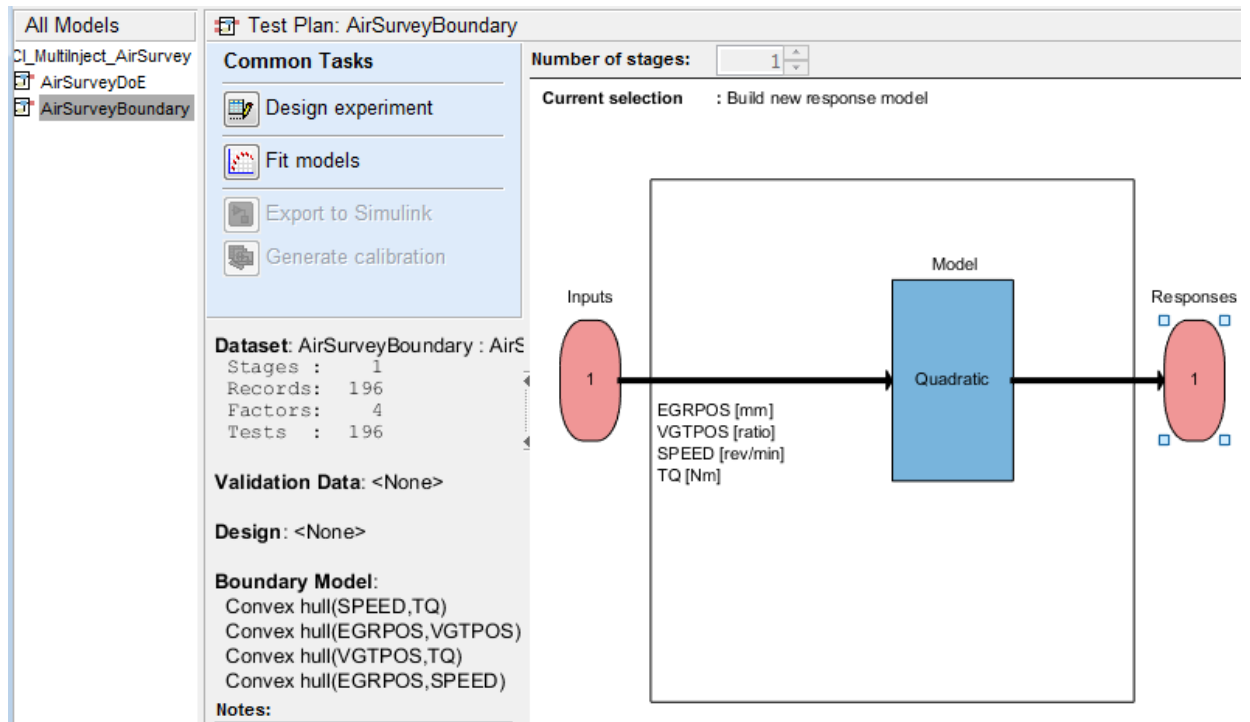 All Models
CI_MultiInject_AirSurvey
AirSurveyDoE
AirSurveyBoundary
Test Plan: AirSurveyBoundary
Common Tasks
Design experiment
Fit models
Export to Simulink
Generate calibration
Dataset: AirSurveyBoundary : AirS
Stages : 1
Records: 196
Factors: 4
Tests : 196
Validation Data: <None>
Design: <None>
Boundary Model:
Convex hull(SPEED,TQ)
Convex hull(EGRPOS,VGTPOS)
Convex hull(VGTPOS,TQ)
Convex hull(EGRPOS,SPEED)
Notes:
Number of stages: 1
Current selection : Build new response model
Inputs
1
EGRPOS [mm]
VGTPOS [ratio]
SPEED [rev/min]
TQ [Nm]
Model
Quadratic
Responses
1